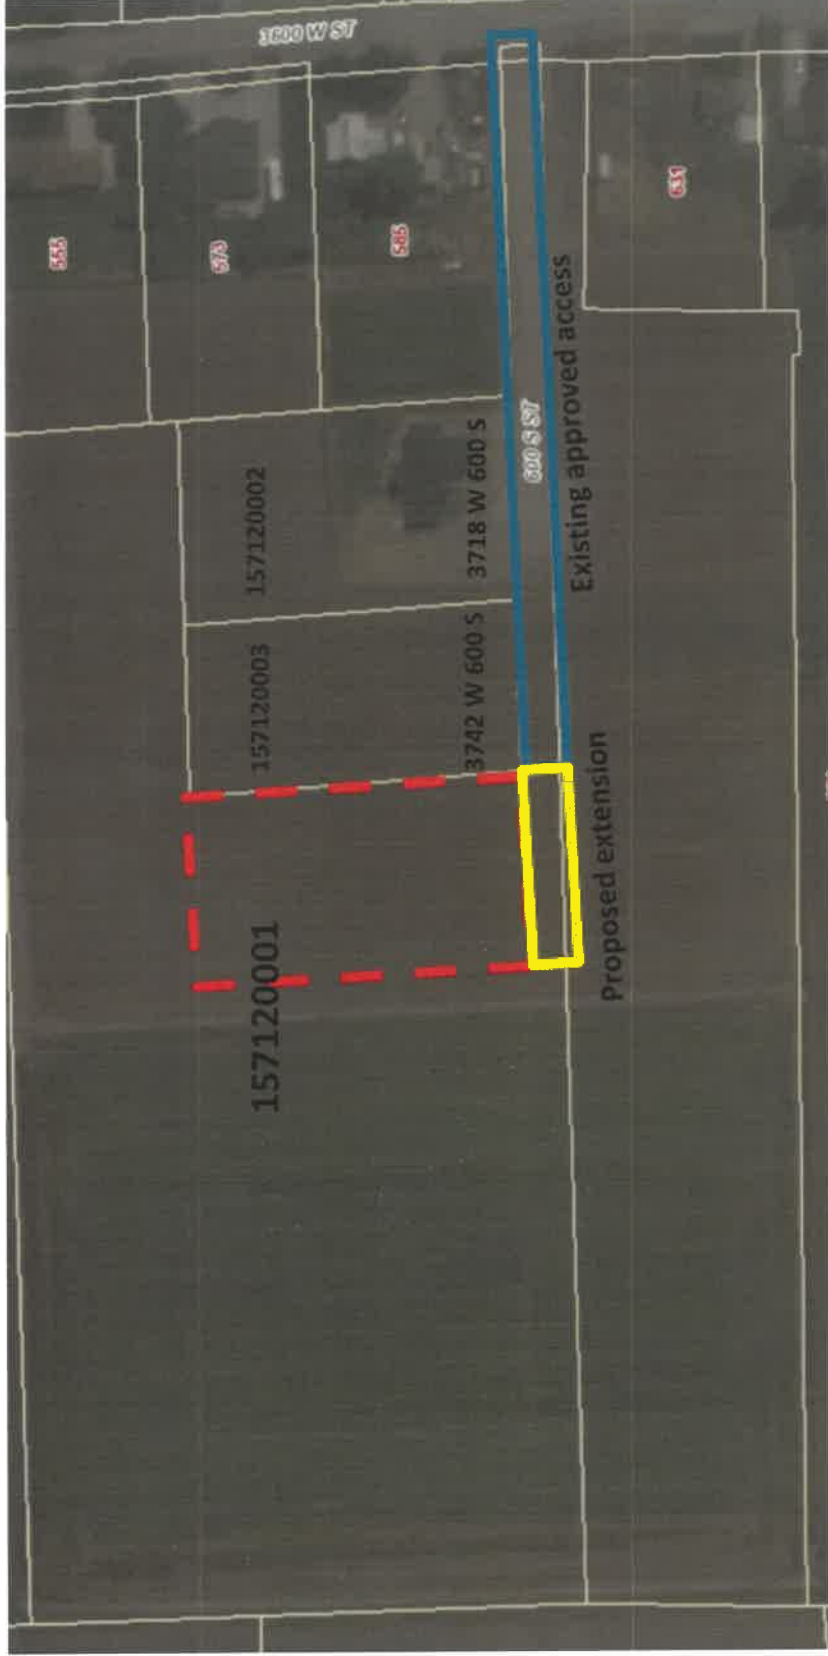 3600 W ST
555
573
157120001
157120003
157120002
585
3742 W 600 S
3718 W 600 S
600 S ST
Existing approved access
Proposed extension
631